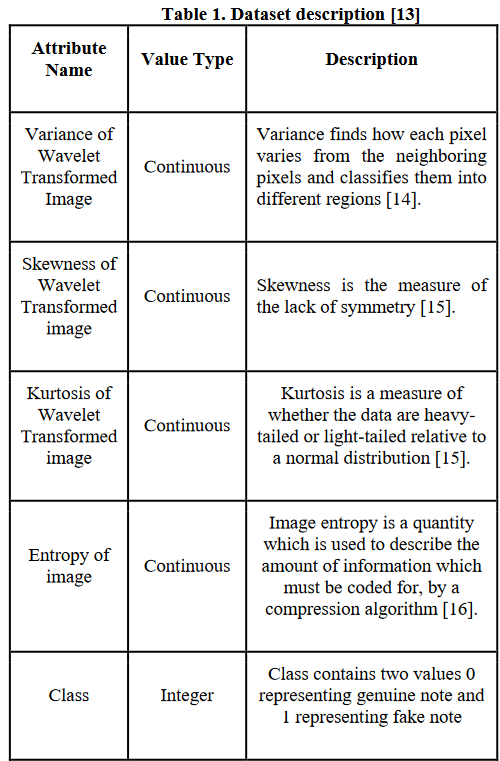 Table 1. Dataset description [13]
Attribute
Name
Value Type
Description
Variance of
Wavelet
Transformed
Image
Continuous
Variance finds how each pixel
varies from the neighboring
pixels and classifies them into
different regions [14].
Skewness of
Wavelet
Transformed
image
Continuous
Skewness is the measure of
the lack of symmetry [15].
Kurtosis of
Wavelet
Transformed
image
Continuous
Kurtosis is a measure of
whether the data are heavy-
tailed or light-tailed relative to
a normal distribution [15].
Entropy of
image
Continuous
Image entropy is a quantity
which is used to describe the
amount of information which
must be coded for, by a
compression algorithm [16].
Class
Integer
Class contains two values 0
representing genuine note and
1 representing fake note